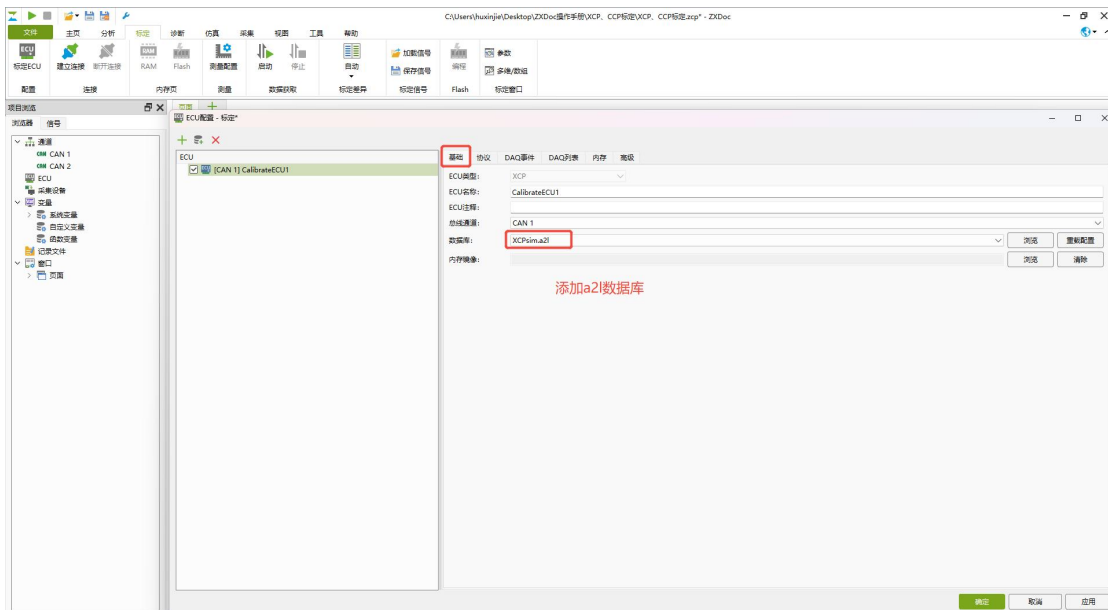 C:\Users\huxinjie\Desktop\ZXDoc操作手册\XCP、CCP标定\XCP、CCP标定.zcp* - ZXDoc
文件 主页 分析 标定 诊断 仿真 采集 视图 工具 帮助
ECU RAM
标定ECU 建立连接 断开连接 RAM Flash 测量配置 启动 停止 自动 加载信号 保存信号 编程 参数 多维/数组
配置 连接 内存页 测量 数据获取 标定差异 标定信号 Flash 标定窗口
项目浏览 页面
浏览器 信号
通道
CAN CAN 1
CAN CAN 2
ECU
采集设备
变量
系统变量
自定义变量
函数变量
记录文件
窗口
页面
ECU配置 - 标定*
ECU
[CAN 1] CalibrateECU1
基础 协议 DAQ事件 DAQ列表 内存 高级
ECU类型: XCP
ECU名称: CalibrateECU1
ECU注释:
总线通道: CAN 1
数据库: XCPsim.a2l 浏览 重载配置
内存镜像: 浏览 清除
添加a2l数据库
确定 取消 应用